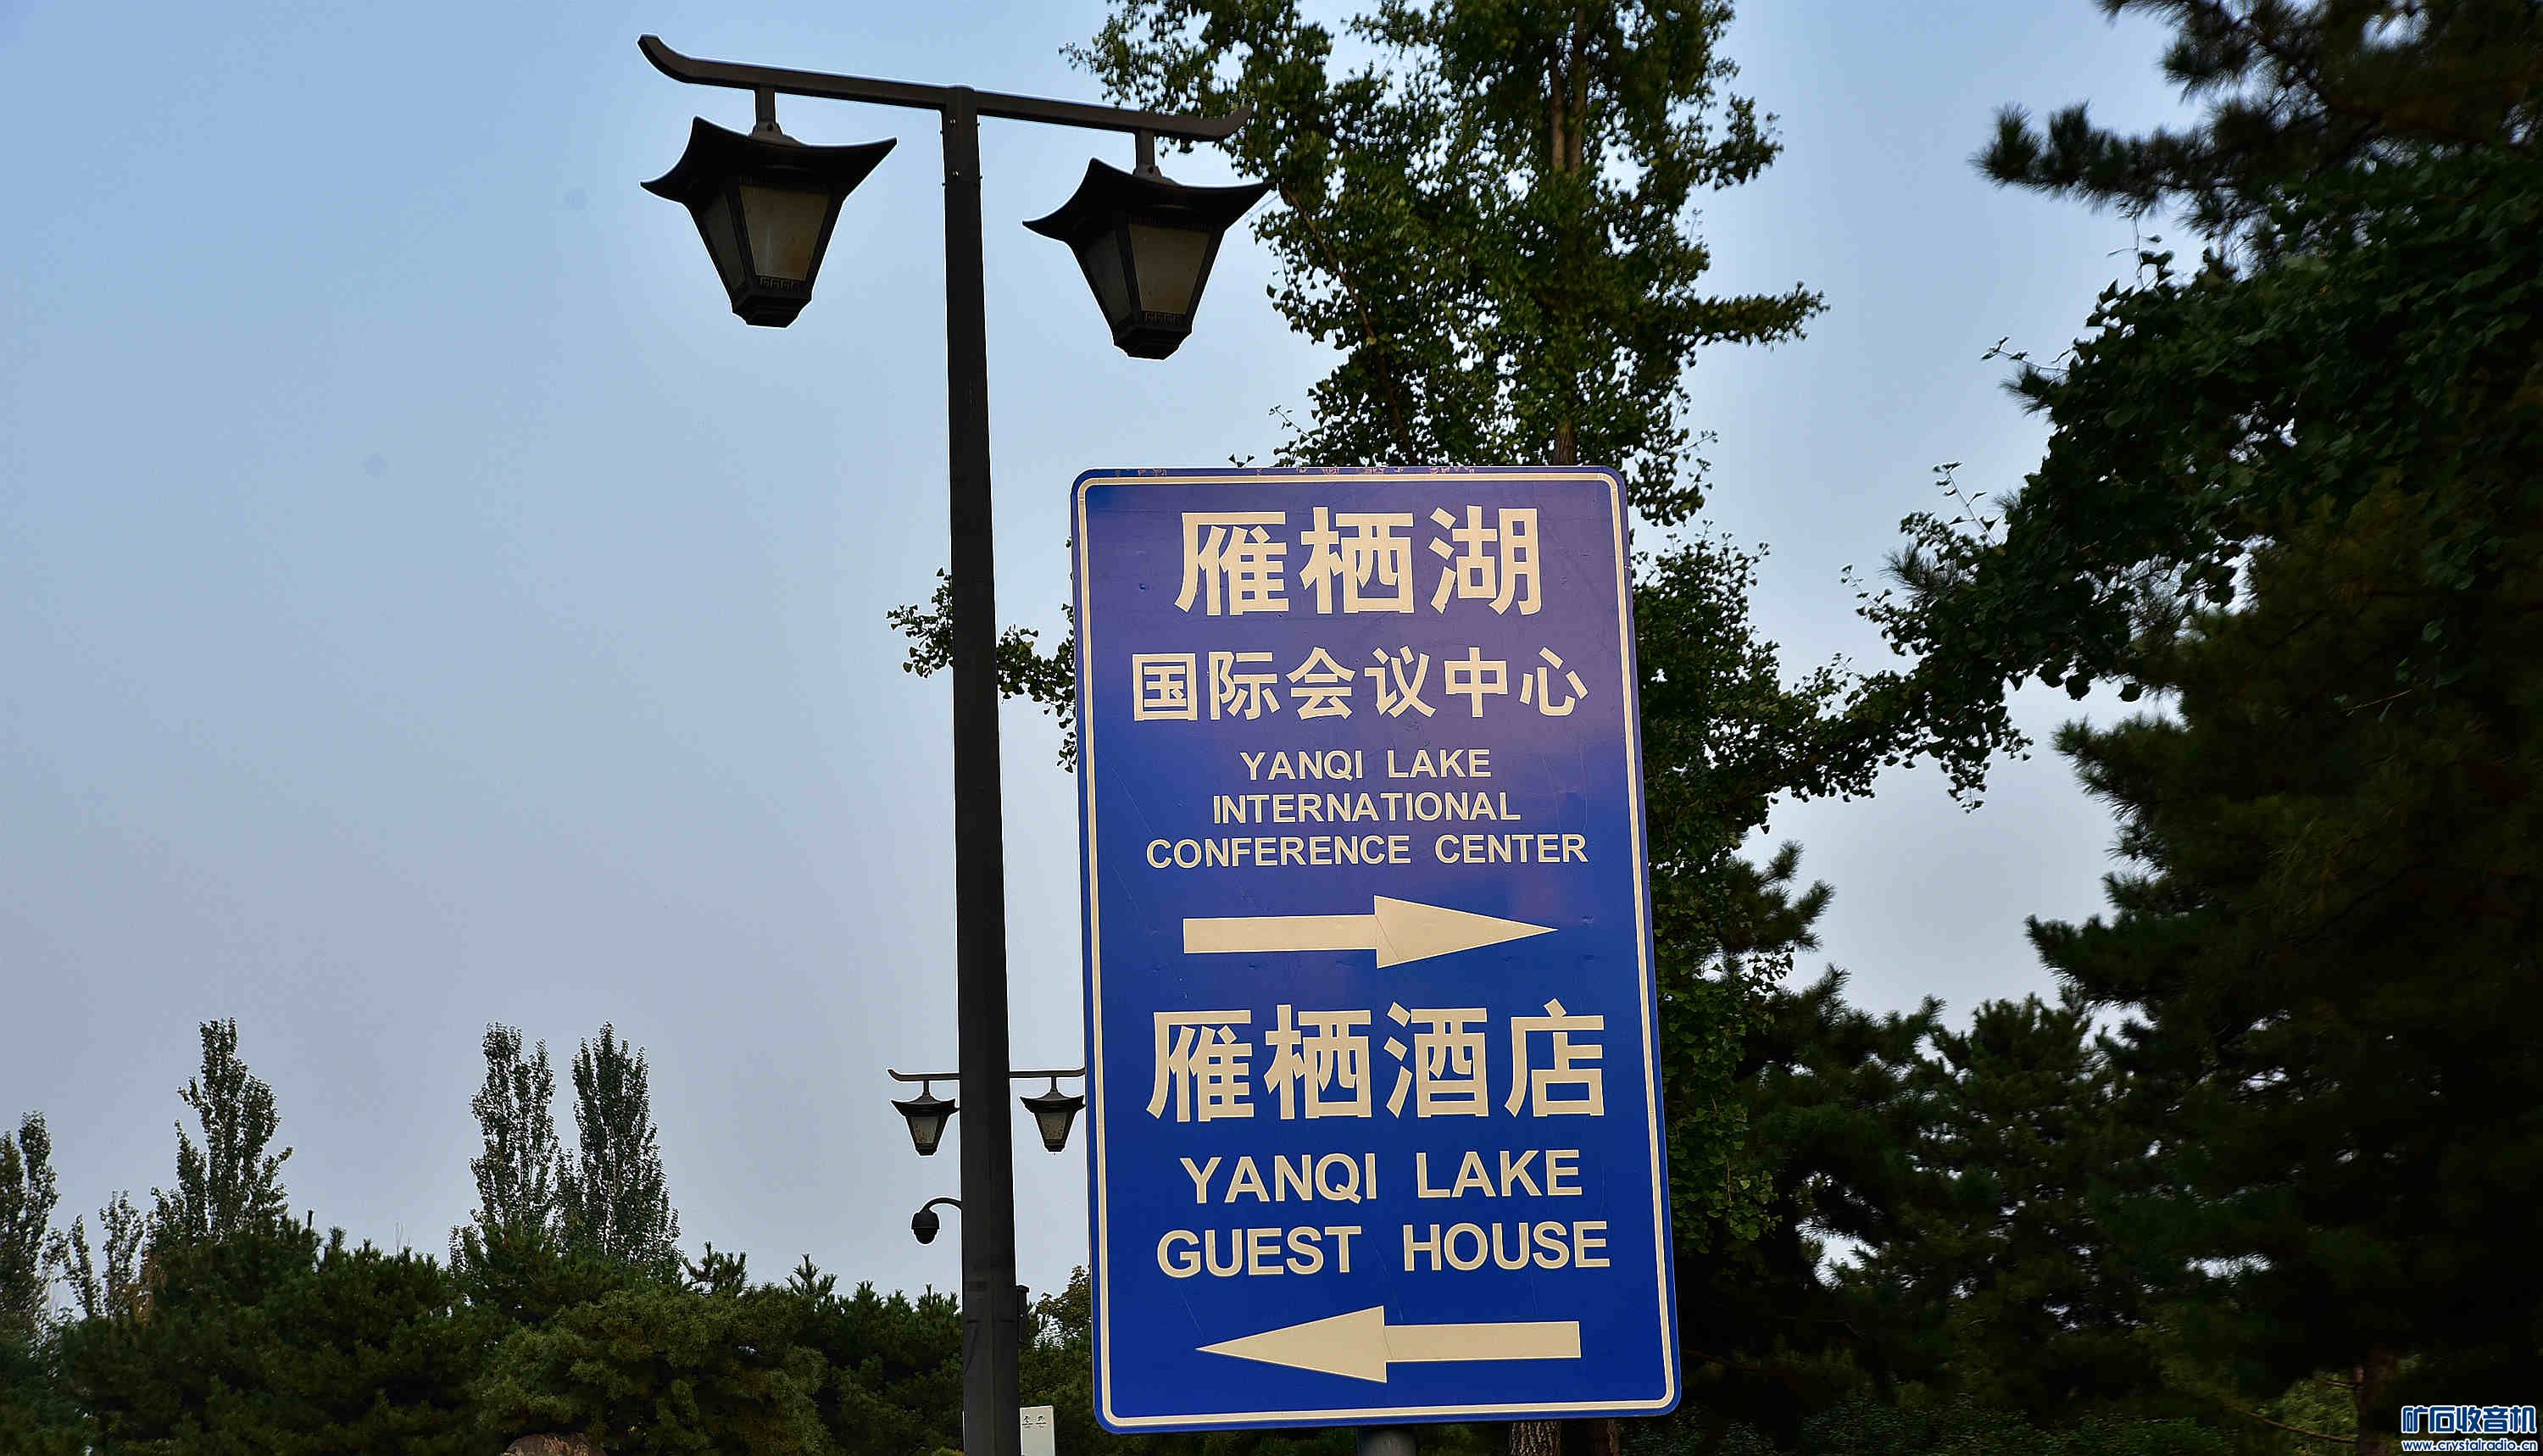 雁栖湖
国际会议中心
YANQI LAKE
INTERNATIONAL
CONFERENCE CENTER
雁栖酒店
YANQI LAKE
GUEST HOUSE
矿石收音机
www.crystalradio.cn